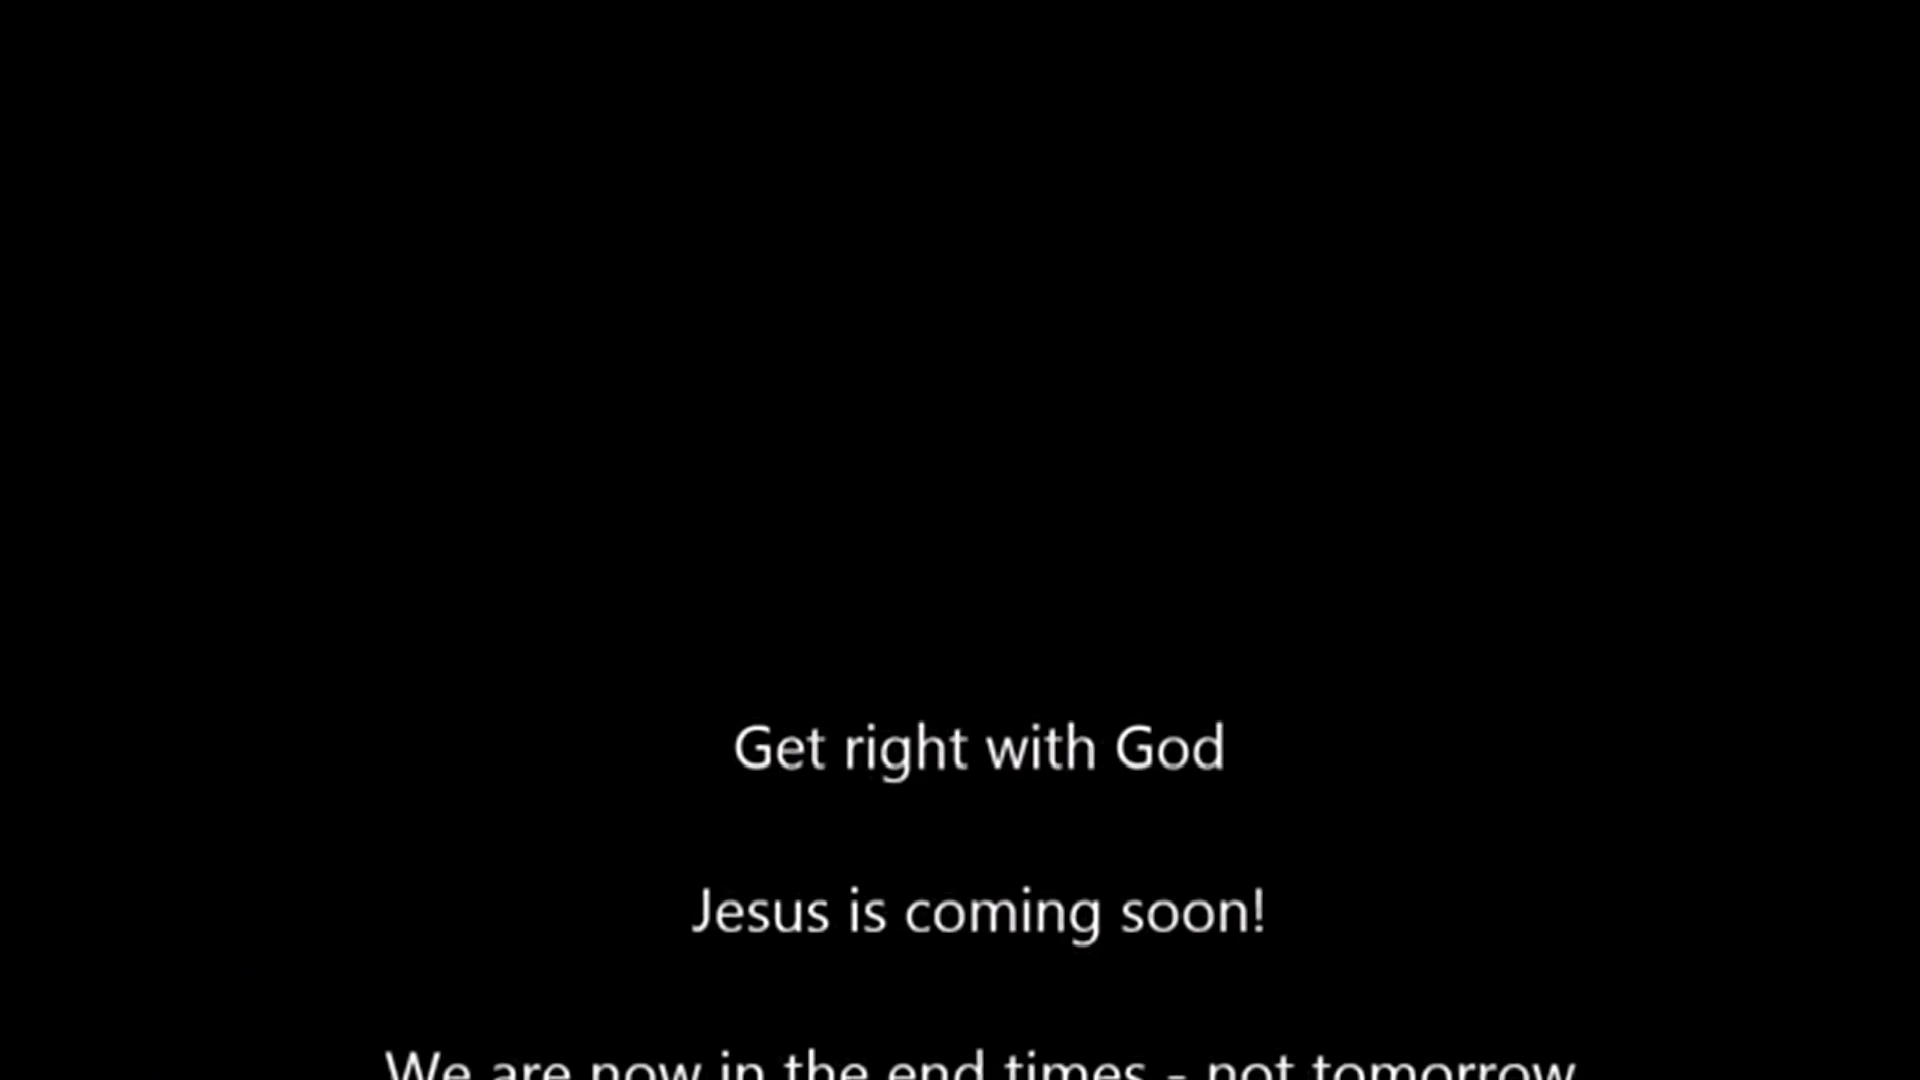 Get right with God
Jesus is coming soon!
We are now in the end times - not tomorrow